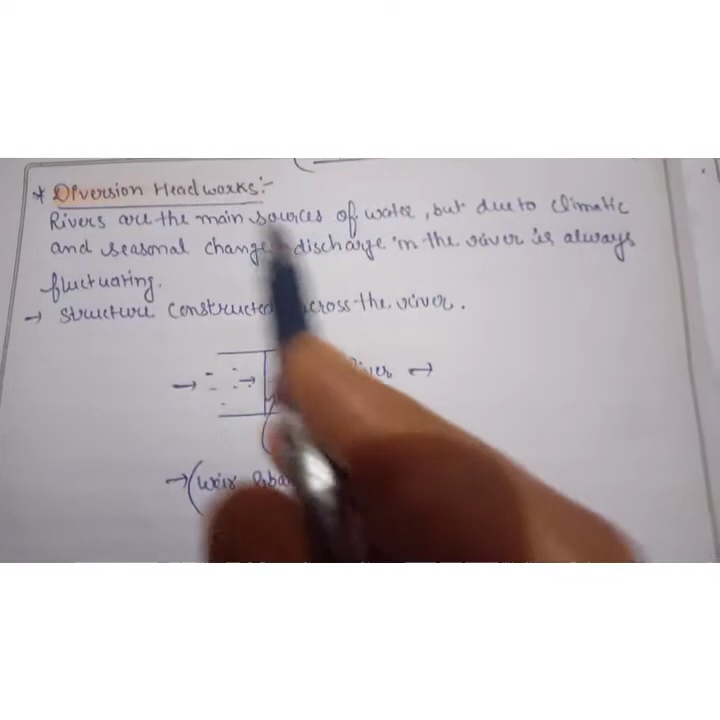 * Diversion Headworks:-
Rivers are the main sources of water, but due to climatic
and seasonal change discharge in the river is always
fluctuating.
→ structure constructed across the river.
→ (weir